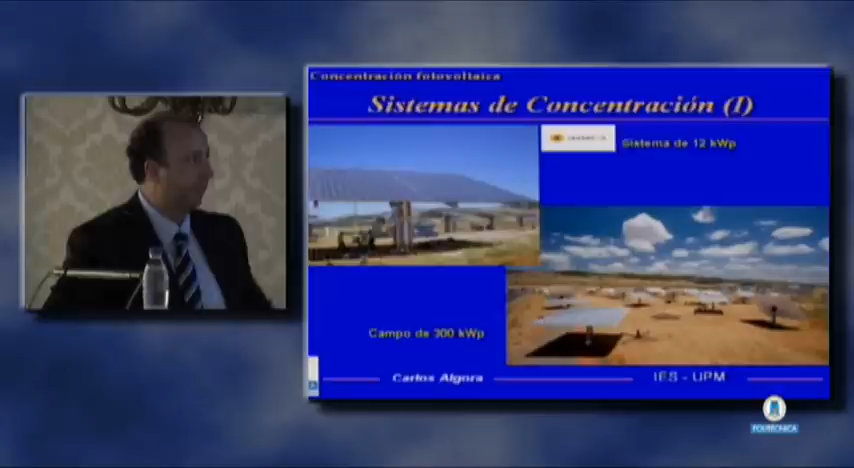 Concentración fotovoltaica
Sistemas de Concentración (I)
Sistema de 12 kWp
Campo de 300 kWp
Carlos Algora
IES - UPM
POLITÉCNICA